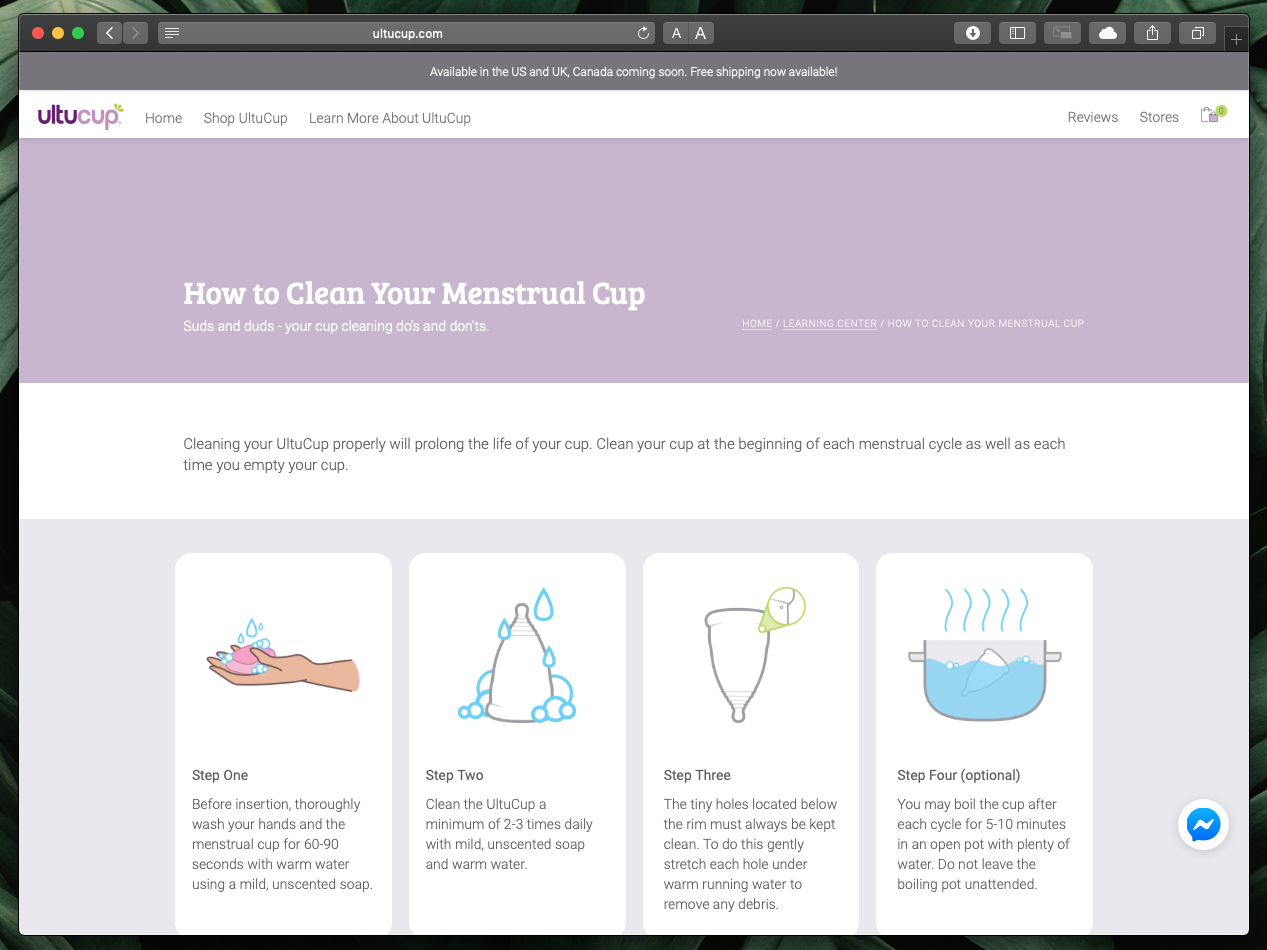 ultucup.com
A A
Available in the US and UK, Canada coming soon. Free shipping now available!
ultucup
Home Shop UltuCup Learn More About UltuCup Reviews Stores 0
How to Clean Your Menstrual Cup
Suds and duds - your cup cleaning do's and don'ts.
HOME / LEARNING CENTER / HOW TO CLEAN YOUR MENSTRUAL CUP
Cleaning your UltuCup properly will prolong the life of your cup. Clean your cup at the beginning of each menstrual cycle as well as each
time you empty your cup.
Step One
Before insertion, thoroughly
wash your hands and the
menstrual cup for 60-90
seconds with warm water
using a mild, unscented soap.
Step Two
Clean the UltuCup a
minimum of 2-3 times daily
with mild, unscented soap
and warm water.
Step Three
The tiny holes located below
the rim must always be kept
clean. To do this gently
stretch each hole under
warm running water to
remove any debris.
Step Four (optional)
You may boil the cup after
each cycle for 5-10 minutes
in an open pot with plenty of
water. Do not leave the
boiling pot unattended.